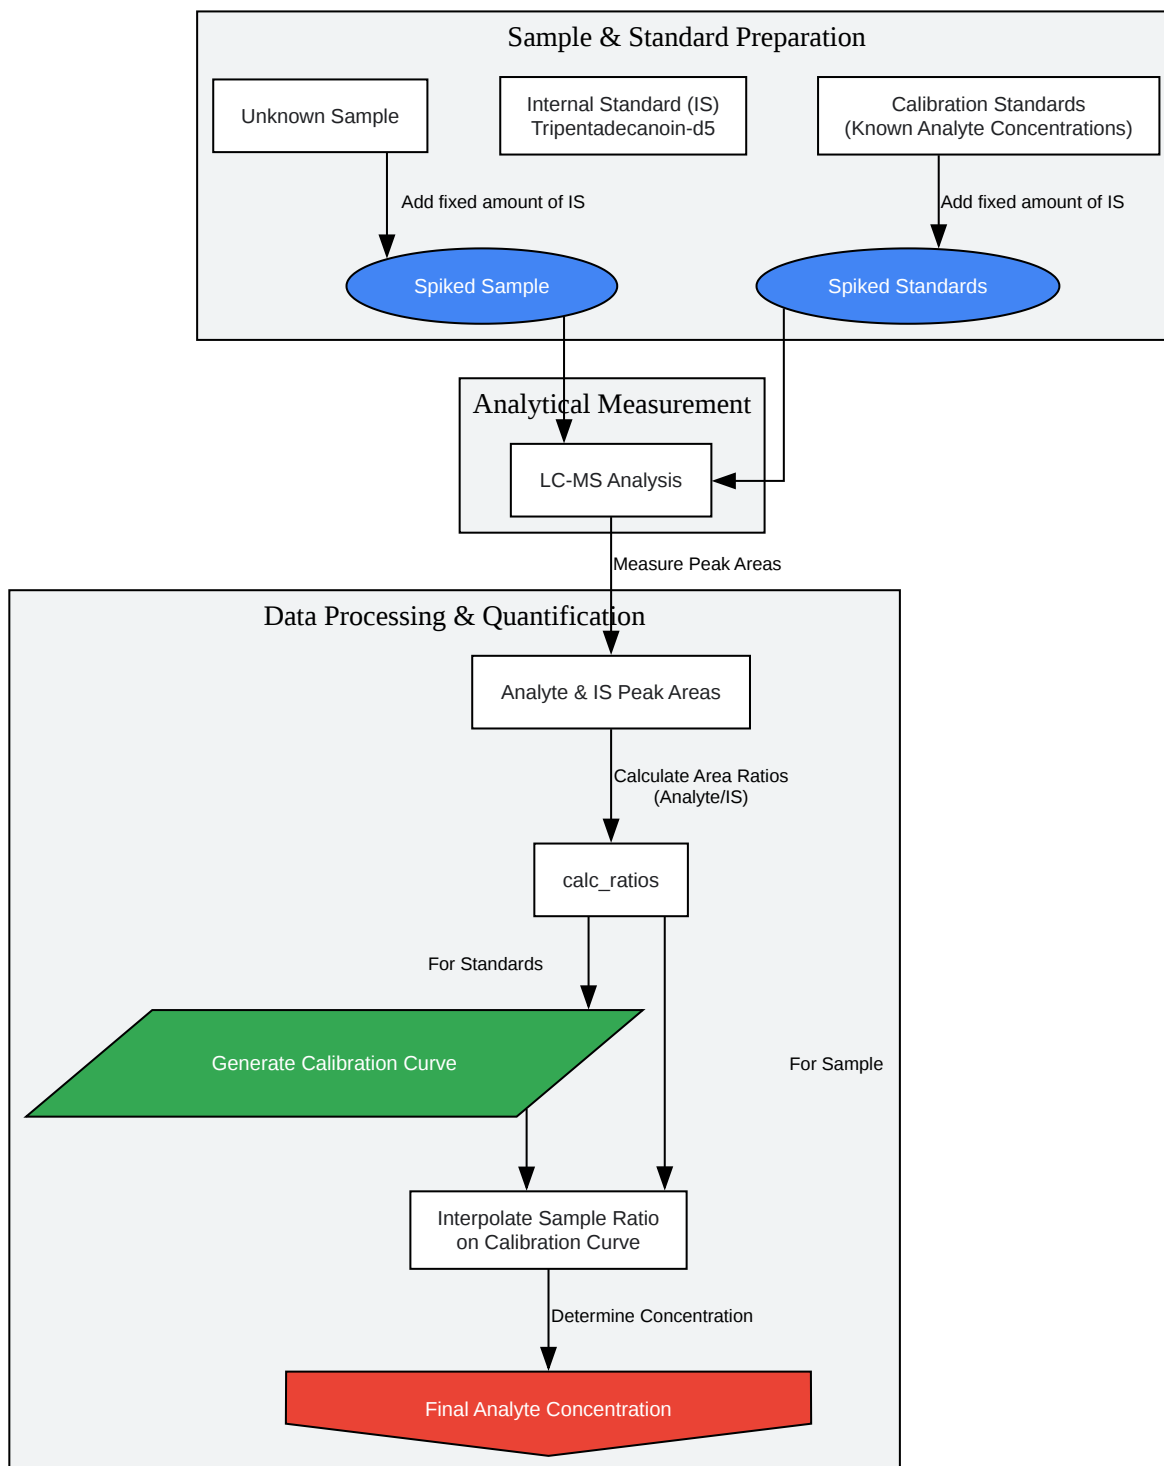 Sample & Standard Preparation
Unknown Sample
Internal Standard (IS)
Tripentadecanoin-d5
Calibration Standards
(Known Analyte Concentrations)
Add fixed amount of IS
Add fixed amount of IS
Spiked Sample
Spiked Standards
Analytical Measurement
LC-MS Analysis
Measure Peak Areas
Data Processing & Quantification
Analyte & IS Peak Areas
Calculate Area Ratios
(Analyte/IS)
calc_ratios
For Standards
Generate Calibration Curve
For Sample
Interpolate Sample Ratio
on Calibration Curve
Determine Concentration
Final Analyte Concentration